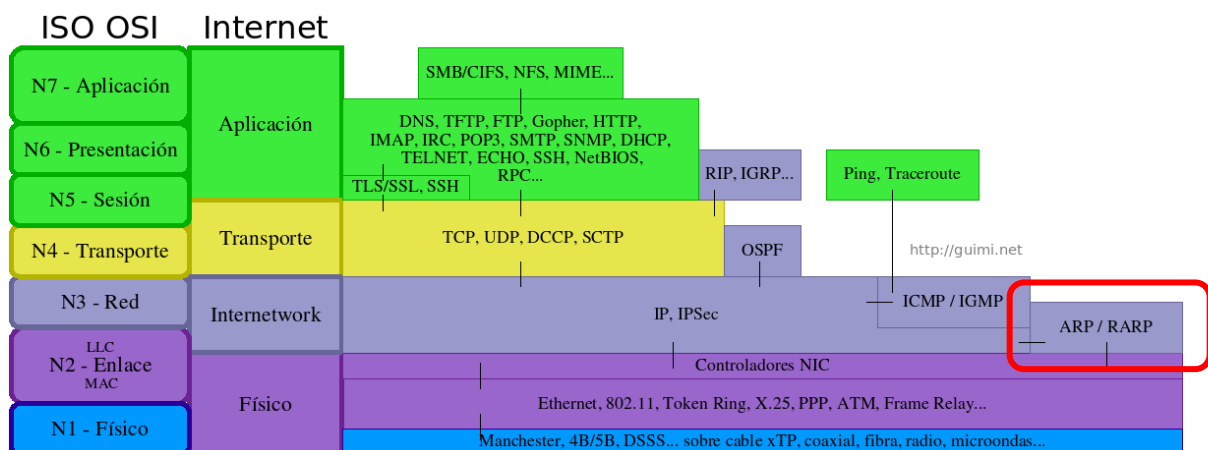 ISO OSI
Internet
N7 - Aplicación
N6 - Presentación
N5 - Sesión
N4 - Transporte
N3 - Red
LLC
N2 - Enlace
MAC
N1 - Físico
Aplicación
Transporte
Internetwork
Físico
SMB/CIFS, NFS, MIME...
DNS, TFTP, FTP, Gopher, HTTP,
IMAP, IRC, POP3, SMTP, SNMP, DHCP,
TELNET, ECHO, SSH, NetBIOS,
RPC...
TLS/SSL, SSH
RIP, IGRP...
Ping, Traceroute
TCP, UDP, DCCP, SCTP
OSPF
http://guimi.net
IP, IPSec
ICMP / IGMP
ARP / RARP
Controladores NIC
Ethernet, 802.11, Token Ring, X.25, PPP, ATM, Frame Relay...
Manchester, 4B/5B, DSSS... sobre cable xTP, coaxial, fibra, radio, microondas...